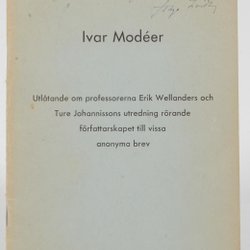 Ivar Modéer
Utlåtande om professorerna Erik Wellanders och
Ture Johannissons utredning rörande
författarskapet till vissa
anonyma brev